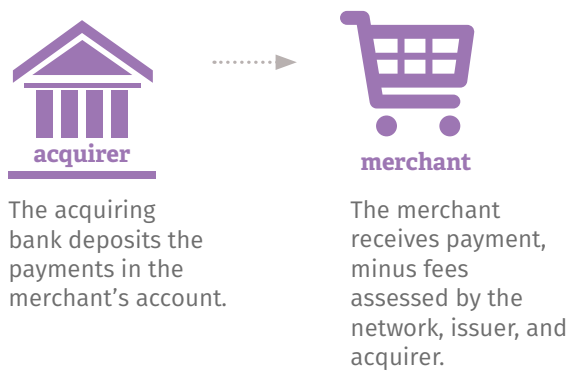 acquirer
The acquiring
bank deposits the
payments in the
merchant's account.
merchant
The merchant
receives payment,
minus fees
assessed by the
network, issuer, and
acquirer.